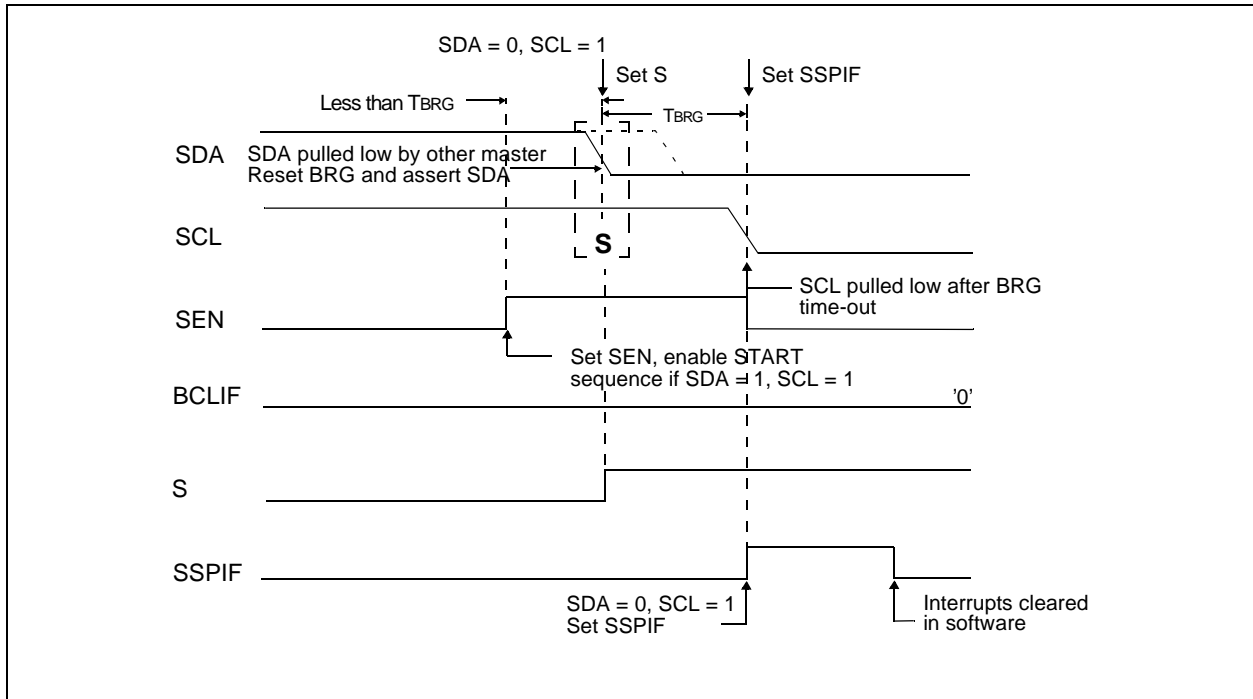 SDA = 0, SCL = 1
Set S
Set SSPIF
Less than TBRG
TBRG
SDA
SDA pulled low by other master
Reset BRG and assert SDA
SCL
S
SCL pulled low after BRG
time-out
SEN
Set SEN, enable START
sequence if SDA = 1, SCL = 1
BCLIF
'0'
S
SSPIF
SDA = 0, SCL = 1
Set SSPIF
Interrupts cleared
in software